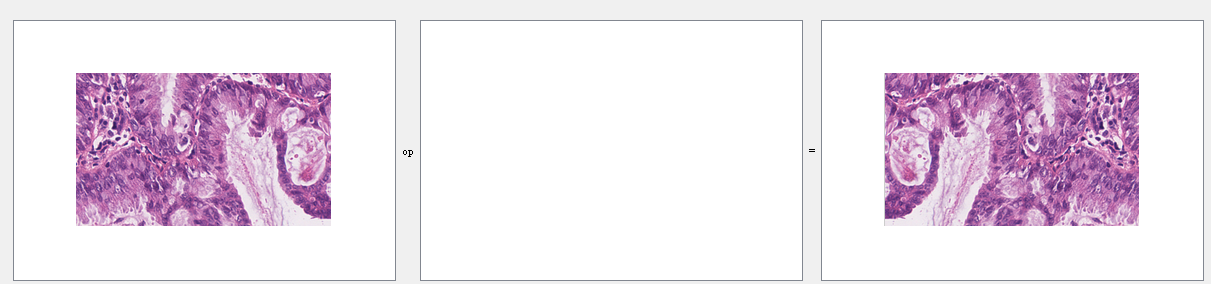 op
=